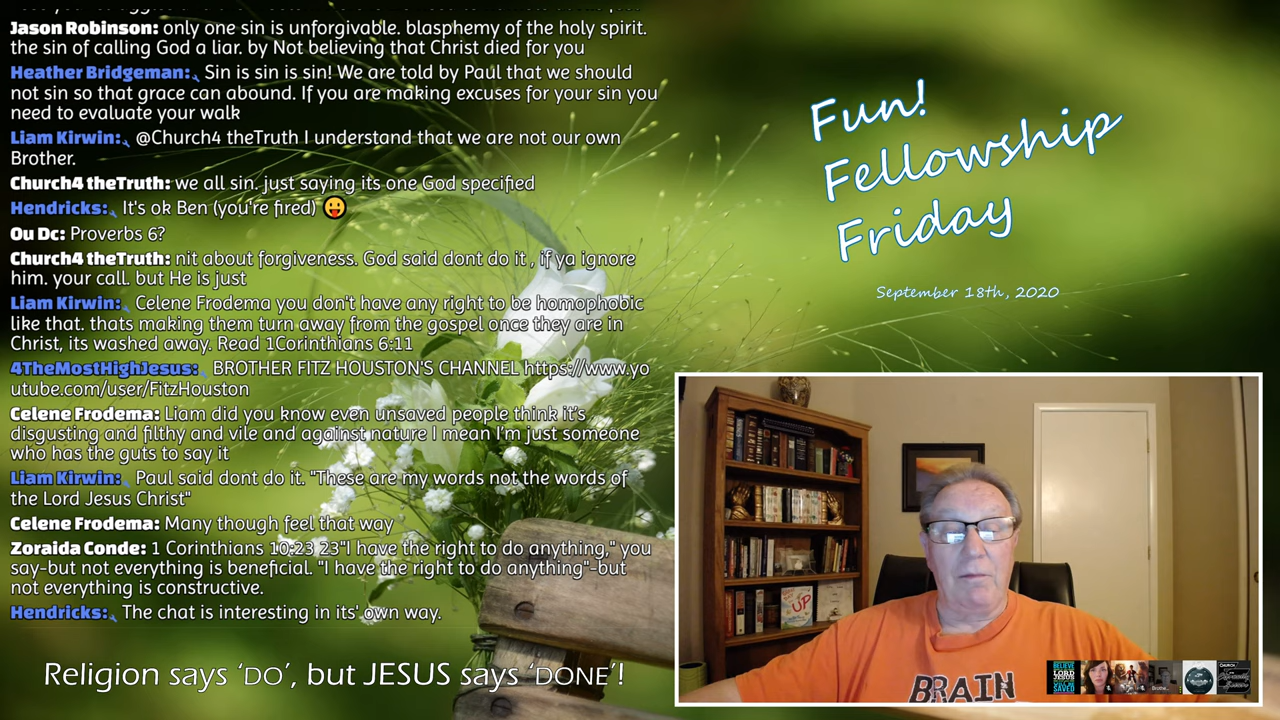 Jason Robinson: only one sin is unforgivable. blasphemy of the holy spirit.
the sin of calling God a liar. by Not believing that Christ died for you
Heather Bridgeman: Sin is sin is sin! We are told by Paul that we should
not sin so that grace can abound. If you are making excuses for your sin you
need to evaluate your walk
Liam Kirwin: @Church4 theTruth I understand that we are not our own
Brother.
Church4 theTruth: we all sin. just saying its one God specified
Hendricks: It's ok Ben (you're fired) 😛
Ou Dc: Proverbs 6?
Church4 theTruth: nit about forgiveness. God said dont do it , if ya ignore
him. your call. but He is just
Liam Kirwin: Celene Frodema you don't have any right to be homophobic
like that. thats making them turn away from the gospel once they are in
Christ, its washed away. Read 1Corinthians 6:11
4TheMostHighJesus: BROTHER FITZ HOUSTON'S CHANNEL https://www.yo
utube.com/user/FitzHouston
Celene Frodema: Liam did you know even unsaved people think it's
disgusting and filthy and vile and against nature I mean I'm just someone
who has the guts to say it
Liam Kirwin: Paul said dont do it. "These are my words not the words of
the Lord Jesus Christ"
Celene Frodema: Many though feel that way
Zoraida Conde: 1 Corinthians 10:23 23"I have the right to do anything," you
say-but not everything is beneficial. "I have the right to do anything"-but
not everything is constructive.
Hendricks: The chat is interesting in its' own way.
Religion says 'DO', but JESUS says 'DONE'!
Fun!
Fellowship
Friday
September 18th, 2020
UP
BRAIN
BELIEVE
LORD
JESUS
SAVED
Brothe...
CHURCH